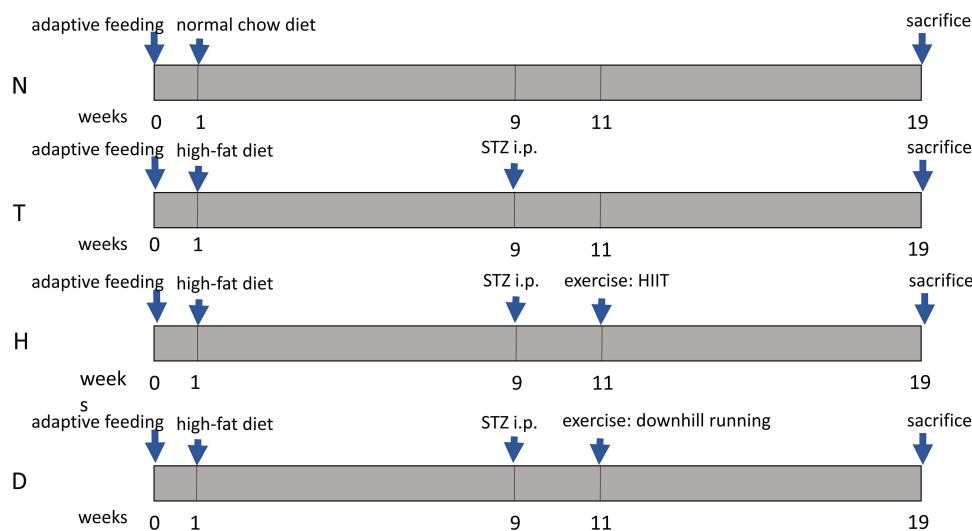 adaptive feeding normal chow diet sacrifice
N
weeks 0 1 9 11 19
adaptive feeding high-fat diet STZ i.p. sacrifice
T
weeks 0 1 9 11 19
adaptive feeding high-fat diet STZ i.p. exercise: HIIT sacrifice
H
week 0 1 9 11 19
s
adaptive feeding high-fat diet STZ i.p. exercise: downhill running sacrifice
D
weeks 0 1 9 11 19